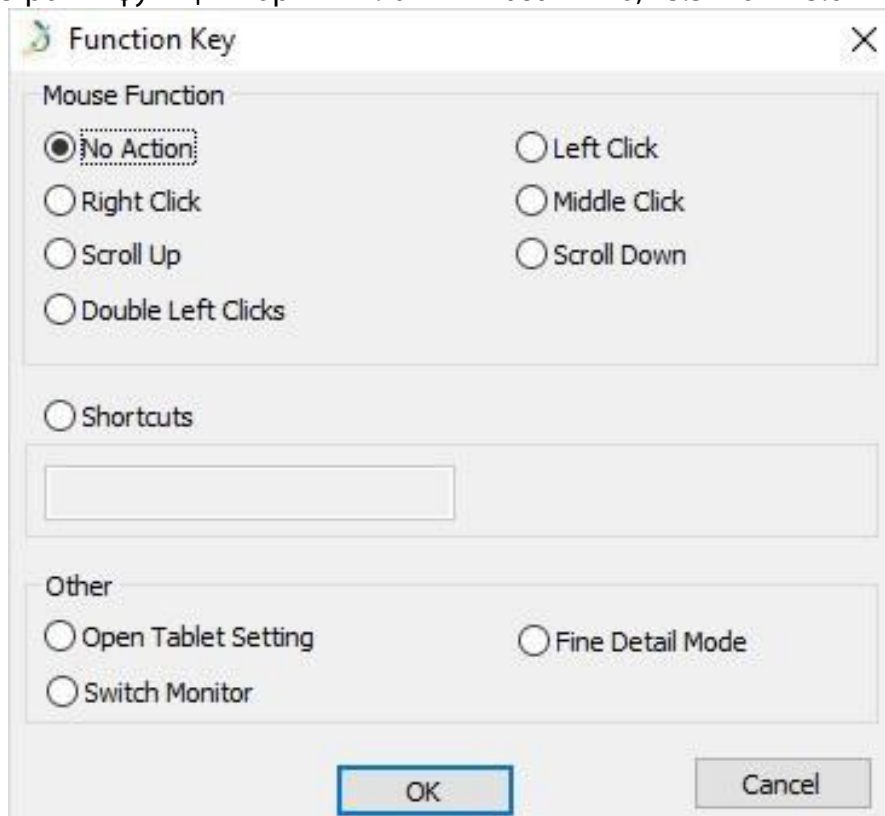 Function Key
Mouse Function
No Action
Left Click
Right Click
Middle Click
Scroll Up
Scroll Down
Double Left Clicks
Shortcuts
Other
Open Tablet Setting
Fine Detail Mode
Switch Monitor
OK
Cancel